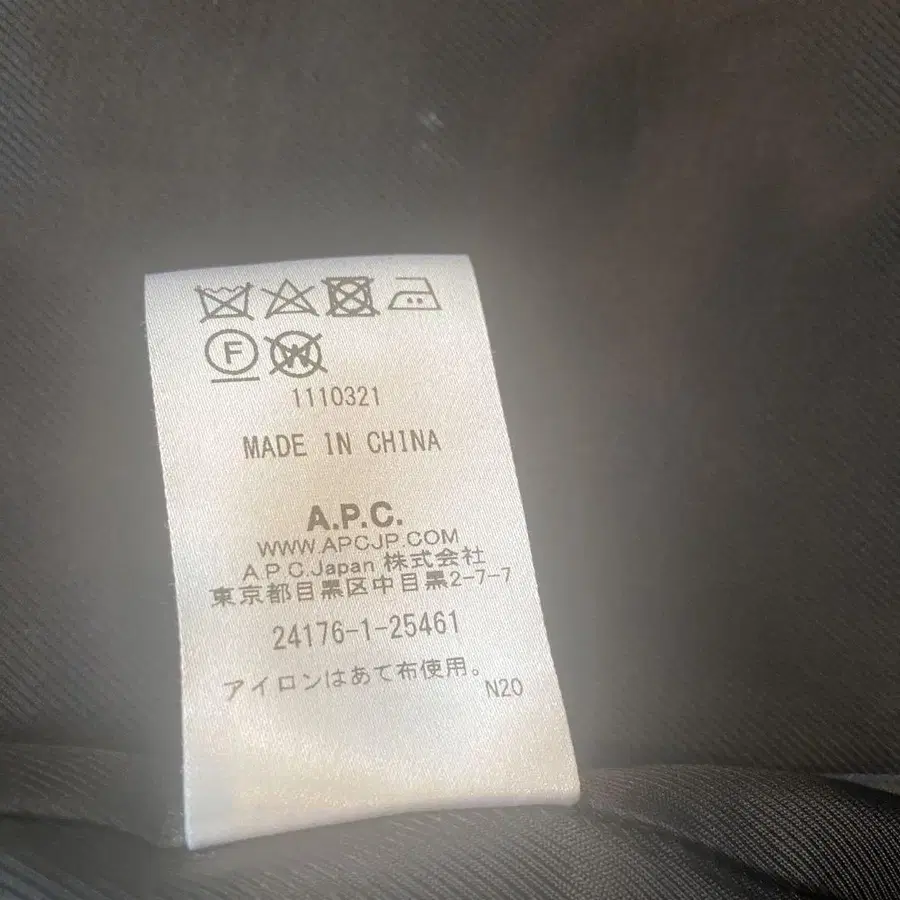 F W
1110321
MADE IN CHINA
A.P.C.
WWW.APCJP.COM
A P C.Japan 株式会社
東京都目黒区中目黒2-7-7
24176-1-25461
アイロンはあて布使用。
N20